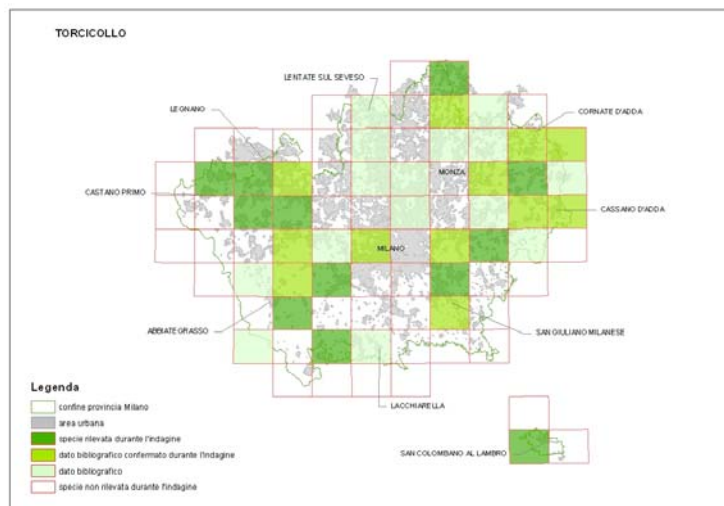 TORCICOLLO
LENTATE SUL SEVESO
LEGNANO
CORNATE D'ADDA
MONZA
CASTANO PRIMO
CASSANO D'ADDA
MILANO
ABBIATEGRASSO
SAN GIULIANO MILANESE
LACCHIARELLA
SAN COLOMBANO AL LAMBRO
Legenda
confine provincia Milano
area urbana
specie rilevata durante l'indagine
dato bibliografico confermato durante l'indagine
dato bibliografico
specie non rilevata durante l'indagine